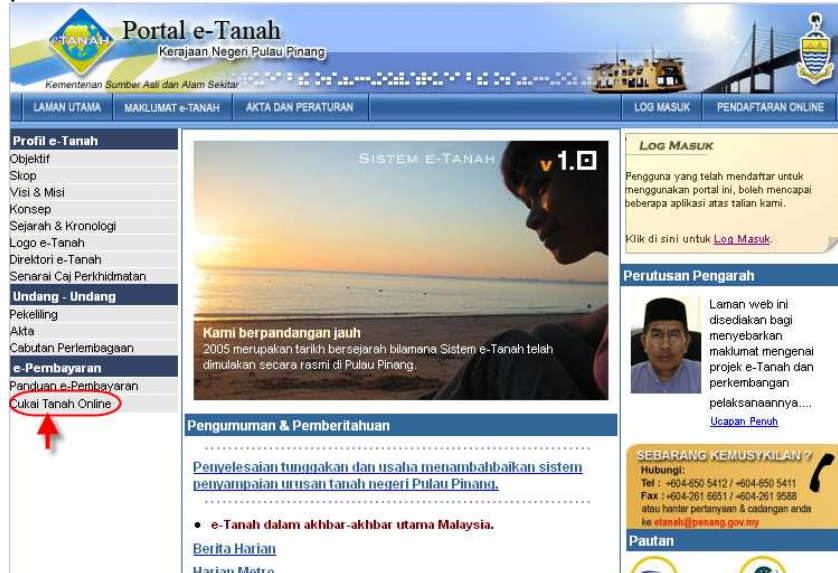 eTANAH
Portal e-Tanah
Kerajaan Negeri Pulau Pinang
Kementerian Sumber Asli dan Alam Sekitar
LAMAN UTAMA
MAKLUMAT e-TANAH
AKTA DAN PERATURAN
LOG MASUK
PENDAFTARAN ONLINE
Profil e-Tanah
Objektif
Skop
Visi & Misi
Konsep
Sejarah & Kronologi
Logo e-Tanah
Direktori e-Tanah
Senarai Caj Perkhidmatan
Undang - Undang
Pekeliling
Akta
Cabutan Perlembagaan
e-Pembayaran
Panduan e-Pembayaran
Cukai Tanah Online
SISTEM E-TANAH v 1.0
Kami berpandangan jauh
2005 merupakan tarikh bersejarah bilamana Sistem e-Tanah telah
dimulakan secara rasmi di Pulau Pinang.
Pengumuman & Pemberitahuan
Penyelesaian tunggakan dan usaha menambahbaikan sistem
penyampaian urusan tanah negeri Pulau Pinang.
• e-Tanah dalam akhbar-akhbar utama Malaysia.
Berita Harian
Harian Metro
LOG MASUK
Pengguna yang telah mendaftar untuk
menggunakan portal ini, boleh mencapai
beberapa aplikasi atas talian kami.
Klik di sini untuk Log Masuk.
Perutusan Pengarah
Laman web ini
disediakan bagi
menyebarkan
maklumat mengenai
projek e-Tanah dan
perkembangan
pelaksanaannya....
Ucapan Penuh
SEBARANG KEMUSYKILAN ?
Hubungi:
Tel : +604-650 5412 / +604-650 5411
Fax : +604-261 6651 / +604-261 9588
atau hantar pertanyaan & cadangan anda
ke etanah@penang.gov.my
Pautan